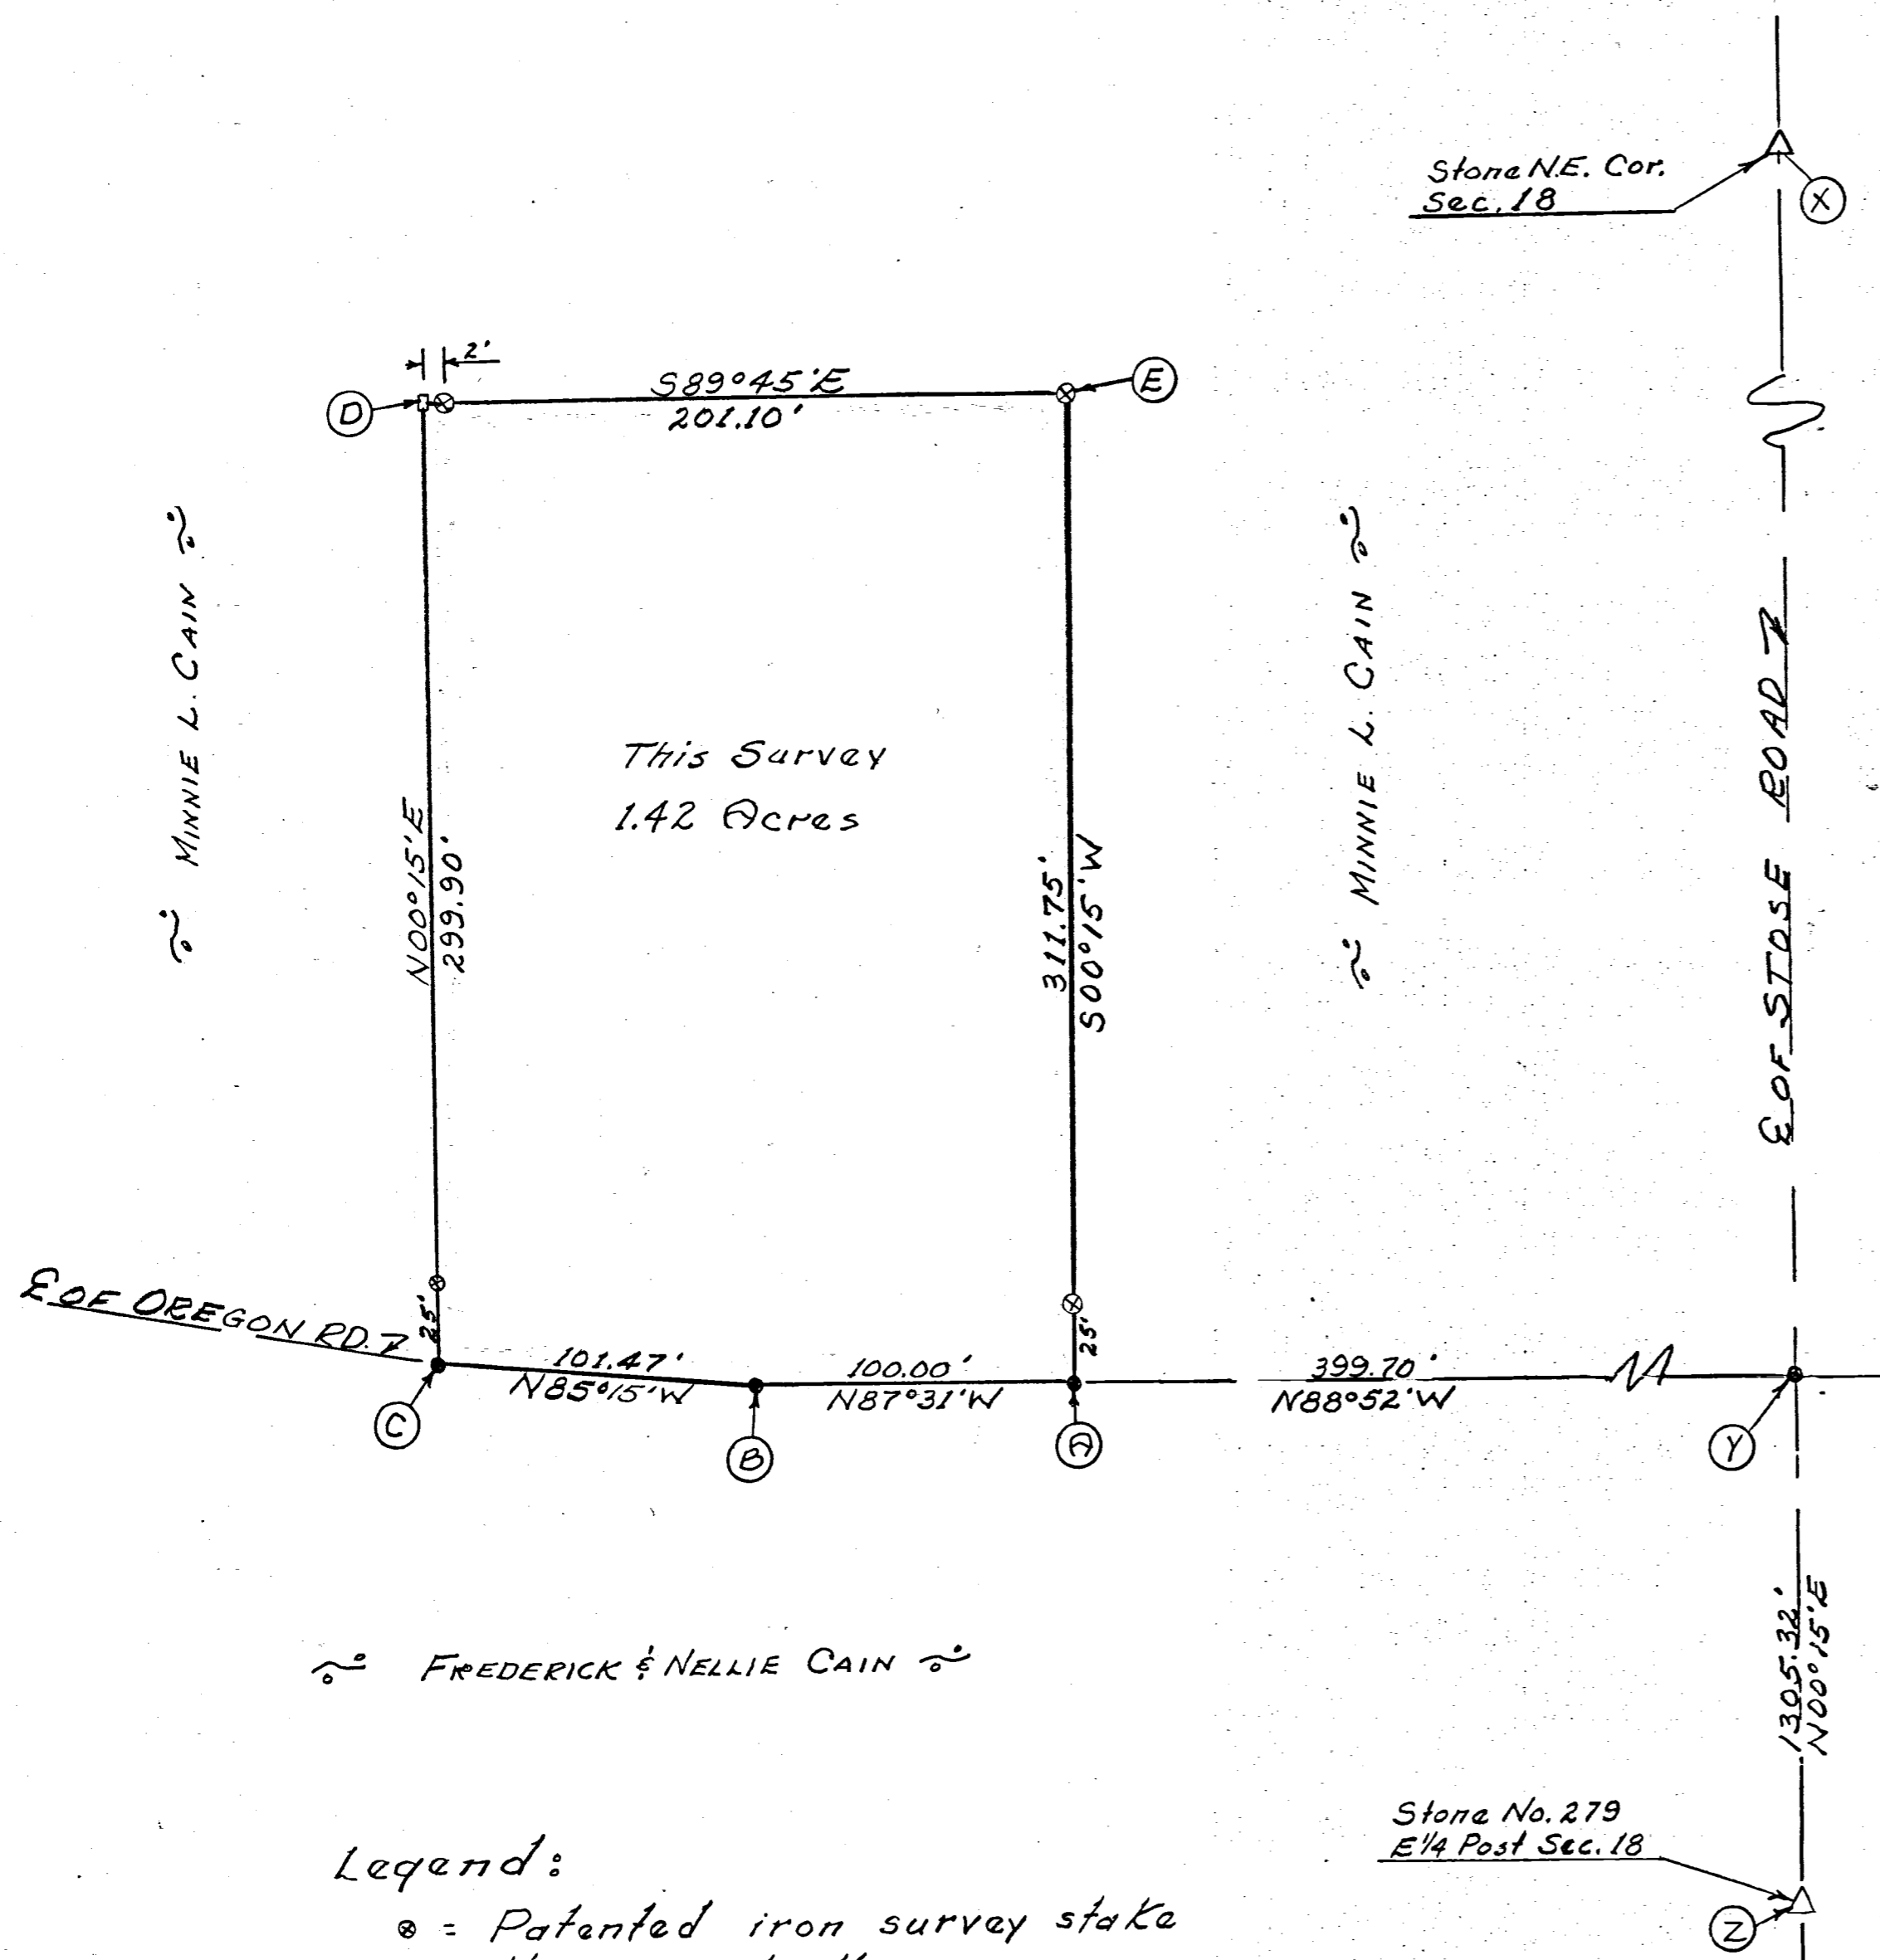 Stone N.E. Cor.
Sec. 18
X
2'
S89°45'E
201.10'
D
E
~ MINNIE L. CAIN ~
This Survey
1.42 Acres
N00°15'E
299.90'
311.75'
S00°15'W
~ MINNIE L. CAIN ~
℄ OF STOSE ROAD
℄ OF OREGON RD.
25'
25'
101.47'
N85°15'W
100.00'
N87°31'W
399.70'
N88°52'W
C
B
A
Y
~ FREDERICK & NELLIE CAIN ~
1305.32'
N00°15'E
Stone No. 279
E 1/4 Post Sec. 18
Z
Legend:
⊗ = Patented iron survey stake